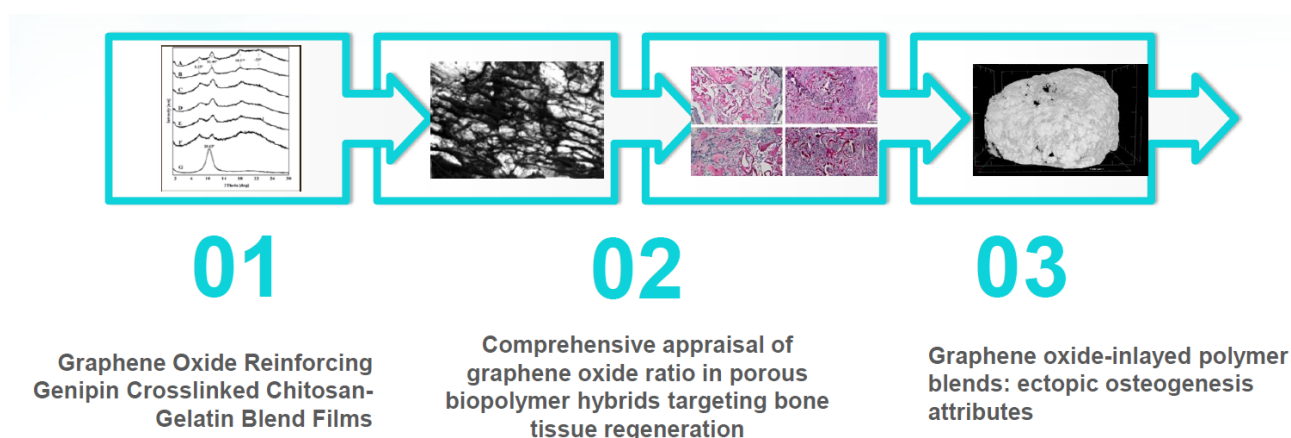 A
B
C
D
E
F
G
01
02
03
Graphene Oxide Reinforcing
Genipin Crosslinked Chitosan-
Gelatin Blend Films
Comprehensive appraisal of
graphene oxide ratio in porous
biopolymer hybrids targeting bone
tissue regeneration
Graphene oxide-inlayed polymer
blends: ectopic osteogenesis
attributes